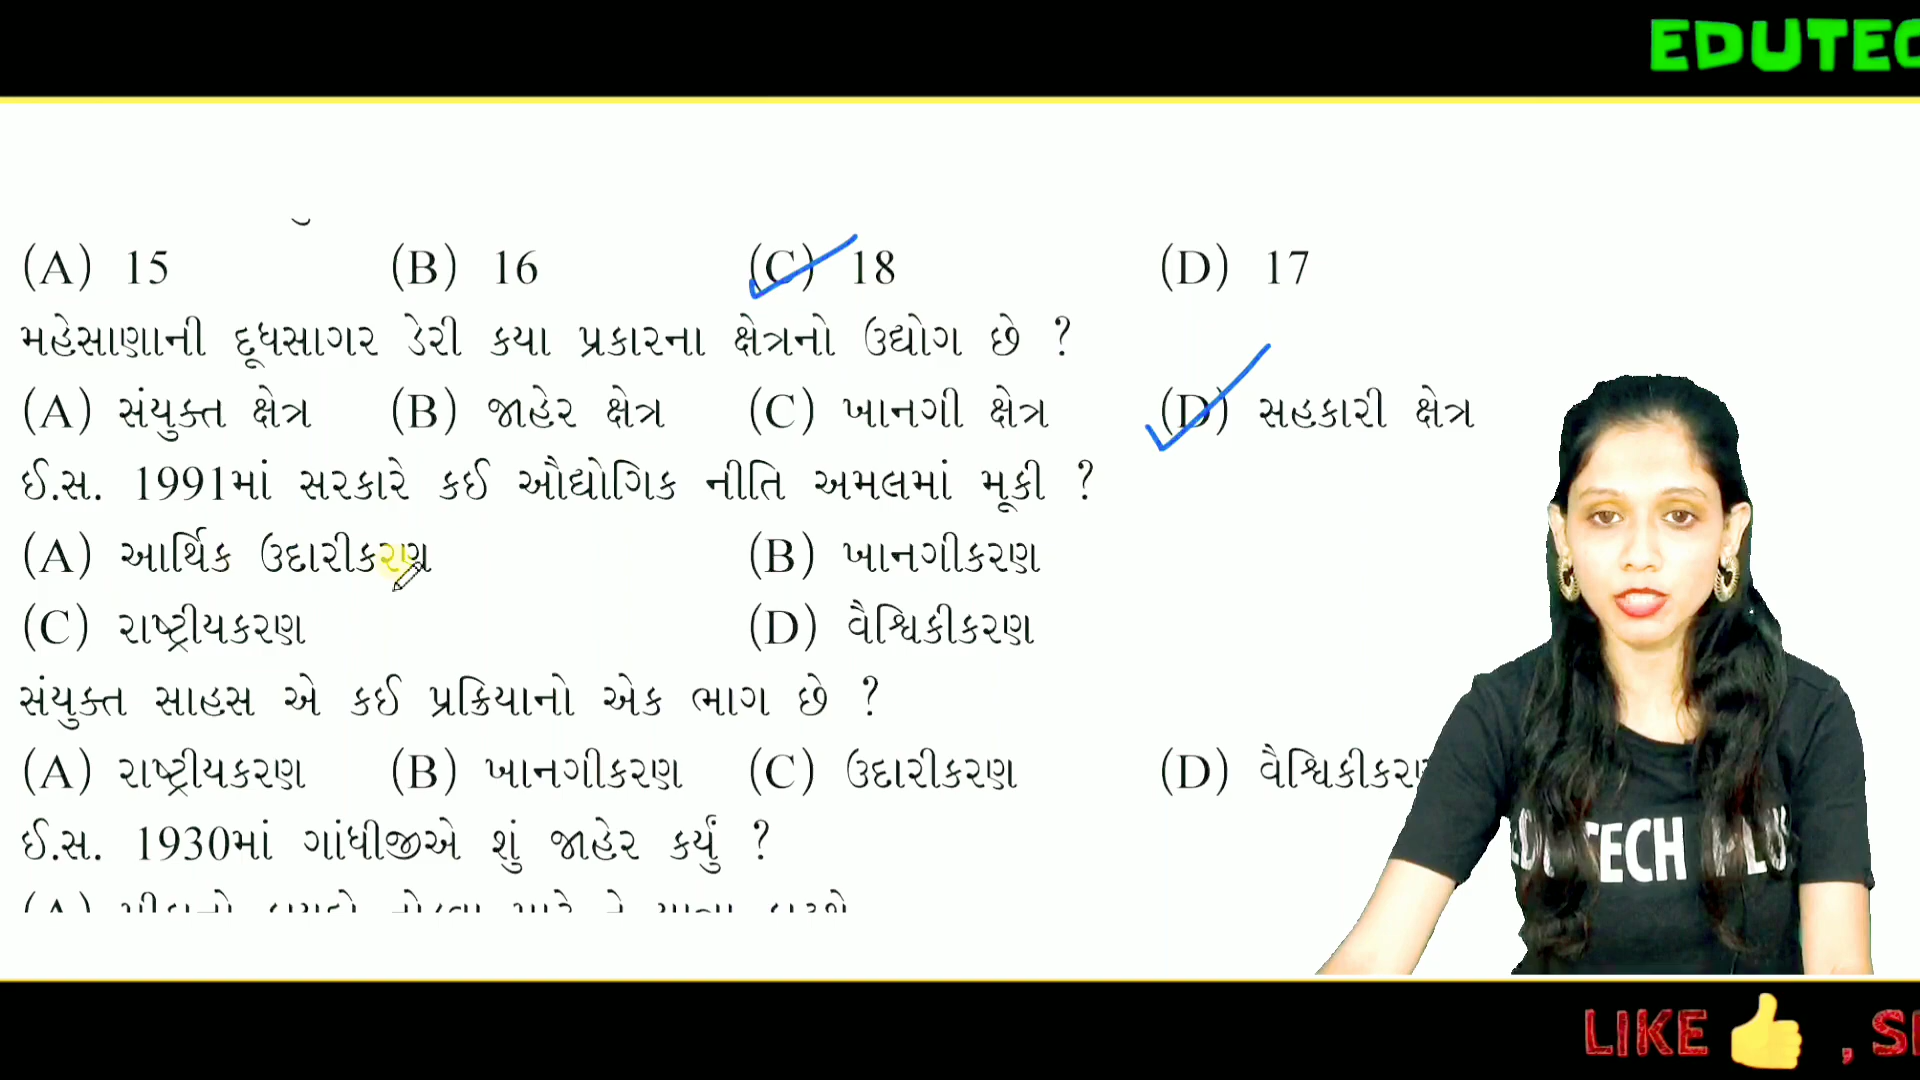 EDUTEC
(A) 15 (B) 16 (C) 18 (D) 17
મહેસાણાની દૂધસાગર ડેરી કયા પ્રકારના ક્ષેત્રનો ઉદ્યોગ છે ?
(A) સંયુક્ત ક્ષેત્ર (B) જાહેર ક્ષેત્ર (C) ખાનગી ક્ષેત્ર (D) સહકારી ક્ષેત્ર
ઈ.સ. 1991માં સરકારે કઈ ઔદ્યોગિક નીતિ અમલમાં મૂકી ?
(A) આર્થિક ઉદારીકરણ (B) ખાનગીકરણ
(C) રાષ્ટ્રીયકરણ (D) વૈશ્વિકીકરણ
સંયુક્ત સાહસ એ કઈ પ્રક્રિયાનો એક ભાગ છે ?
(A) રાષ્ટ્રીયકરણ (B) ખાનગીકરણ (C) ઉદારીકરણ (D) વૈશ્વિકીકરણ
ઈ.સ. 1930માં ગાંધીજીએ શું જાહેર કર્યું ?
TECH PLU
LIKE 👍 , S